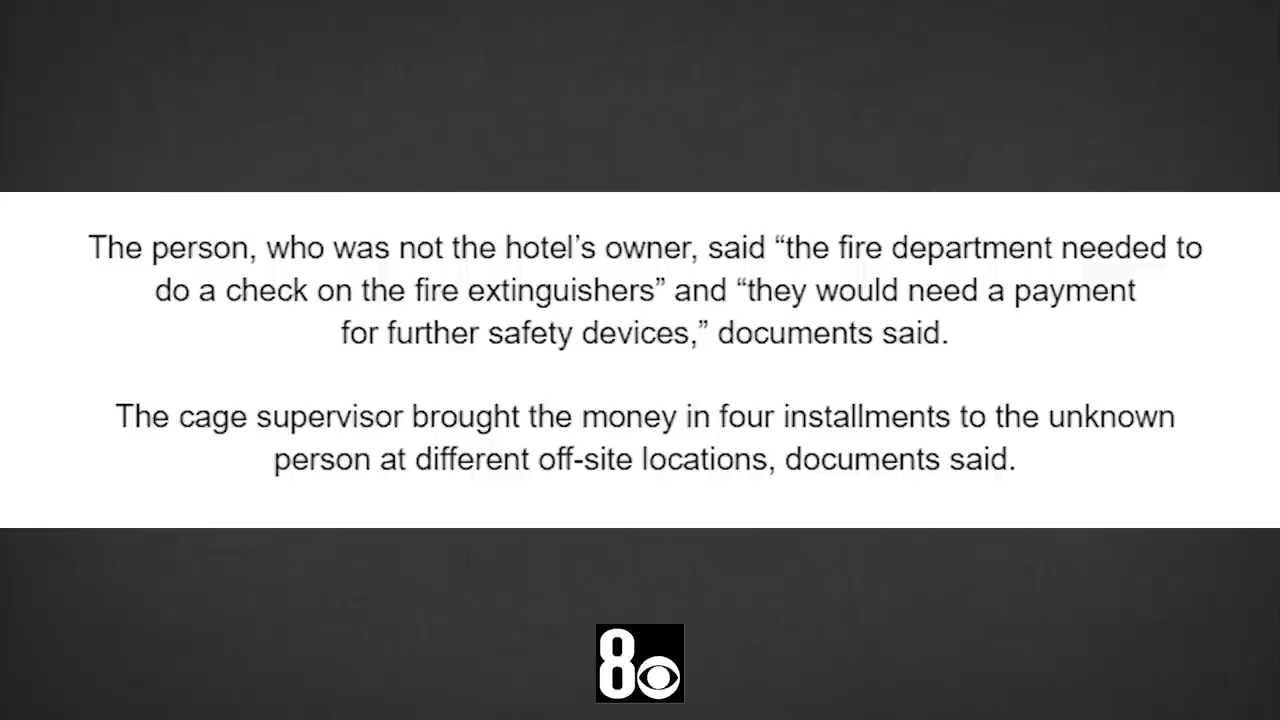 The person, who was not the hotel’s owner, said “the fire department needed to
do a check on the fire extinguishers” and “they would need a payment
for further safety devices,” documents said.
The cage supervisor brought the money in four installments to the unknown
person at different off-site locations, documents said.
8